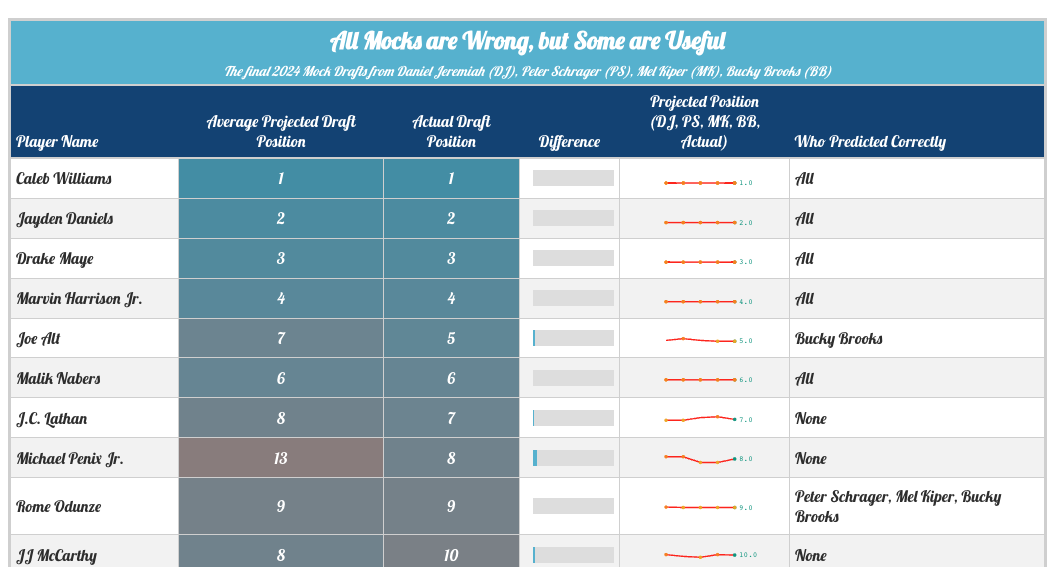 All Mocks are Wrong, but Some are Useful
The final 2024 Mock Drafts from Daniel Jeremiah (DJ), Peter Schrager (PS), Mel Kiper (MK), Bucky Brooks (BB)
Player Name
Average Projected Draft
Position
Actual Draft
Position
Difference
Projected Position
(DJ, PS, MK, BB,
Actual)
Who Predicted Correctly
Caleb Williams 1 1 1.0 All
Jayden Daniels 2 2 2.0 All
Drake Maye 3 3 3.0 All
Marvin Harrison Jr. 4 4 4.0 All
Joe Alt 7 5 5.0 Bucky Brooks
Malik Nabers 6 6 6.0 All
J.C. Lathan 8 7 7.0 None
Michael Penix Jr. 13 8 8.0 None
Rome Odunze 9 9 9.0 Peter Schrager, Mel Kiper, Bucky
Brooks
JJ McCarthy 8 10 10.0 None